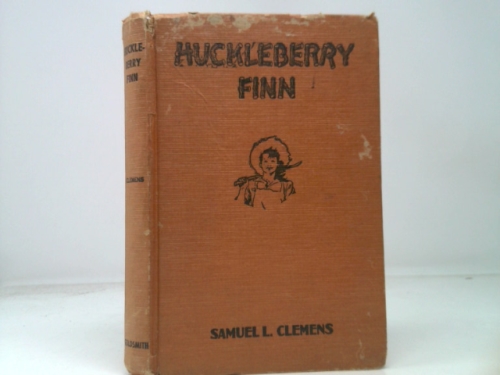 HUCKLEBERRY
FINN
SAMUEL L. CLEMENS
HUCKLE-
BERRY
FINN
CLEMENS